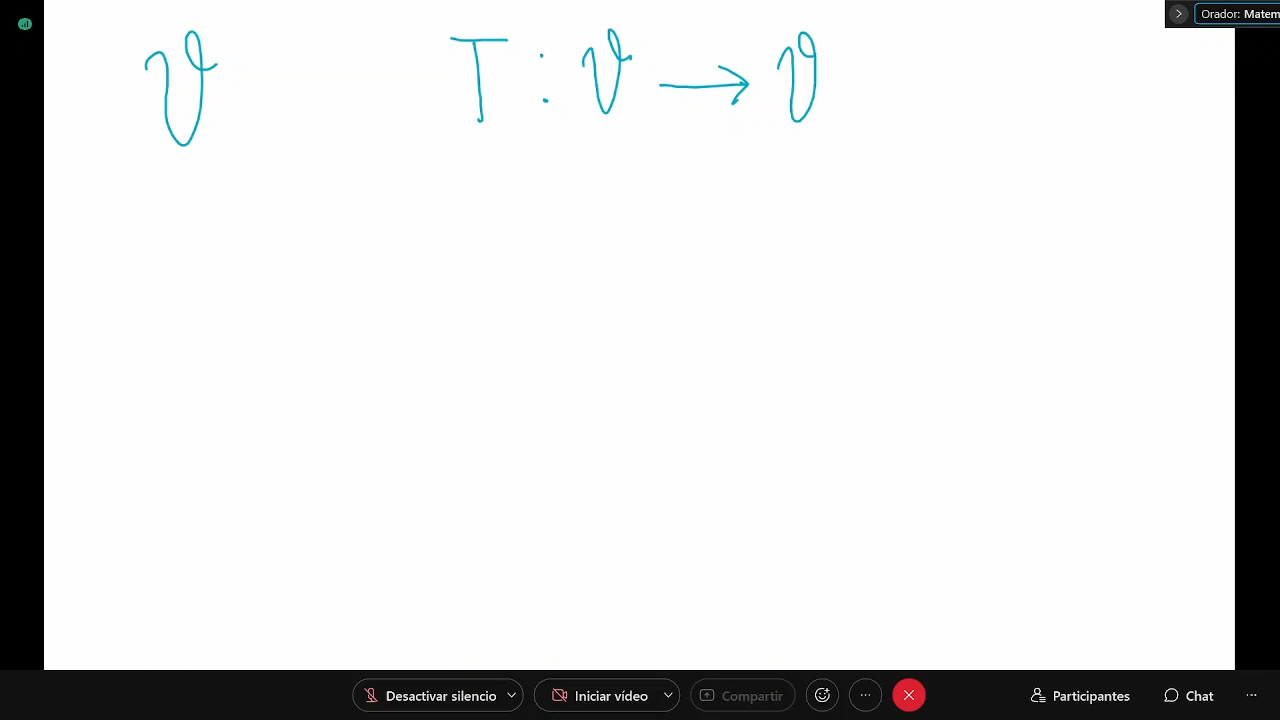 Orador: Matem
𝒱 T : 𝒱 → 𝒱
Desactivar silencio Iniciar vídeo Compartir Participantes Chat